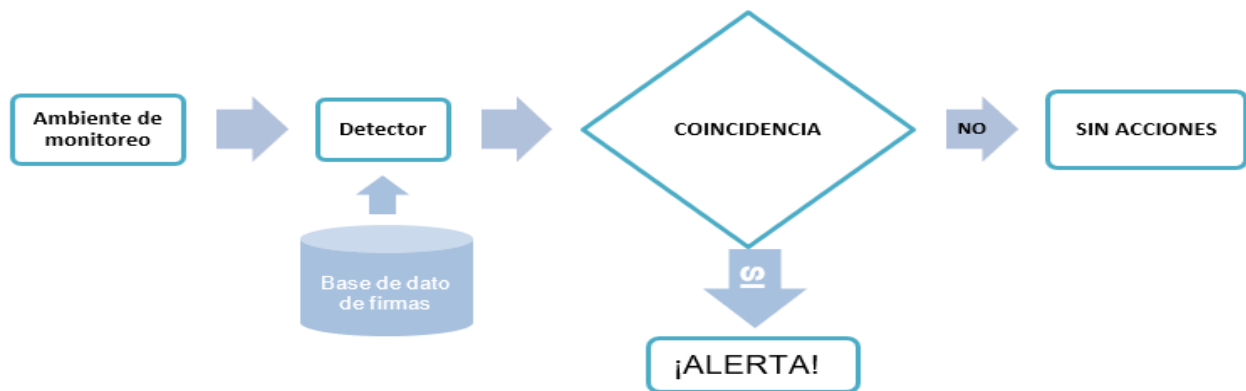 Ambiente de
monitoreo
Detector
COINCIDENCIA
NO
SIN ACCIONES
Base de dato
de firmas
SI
¡ALERTA!